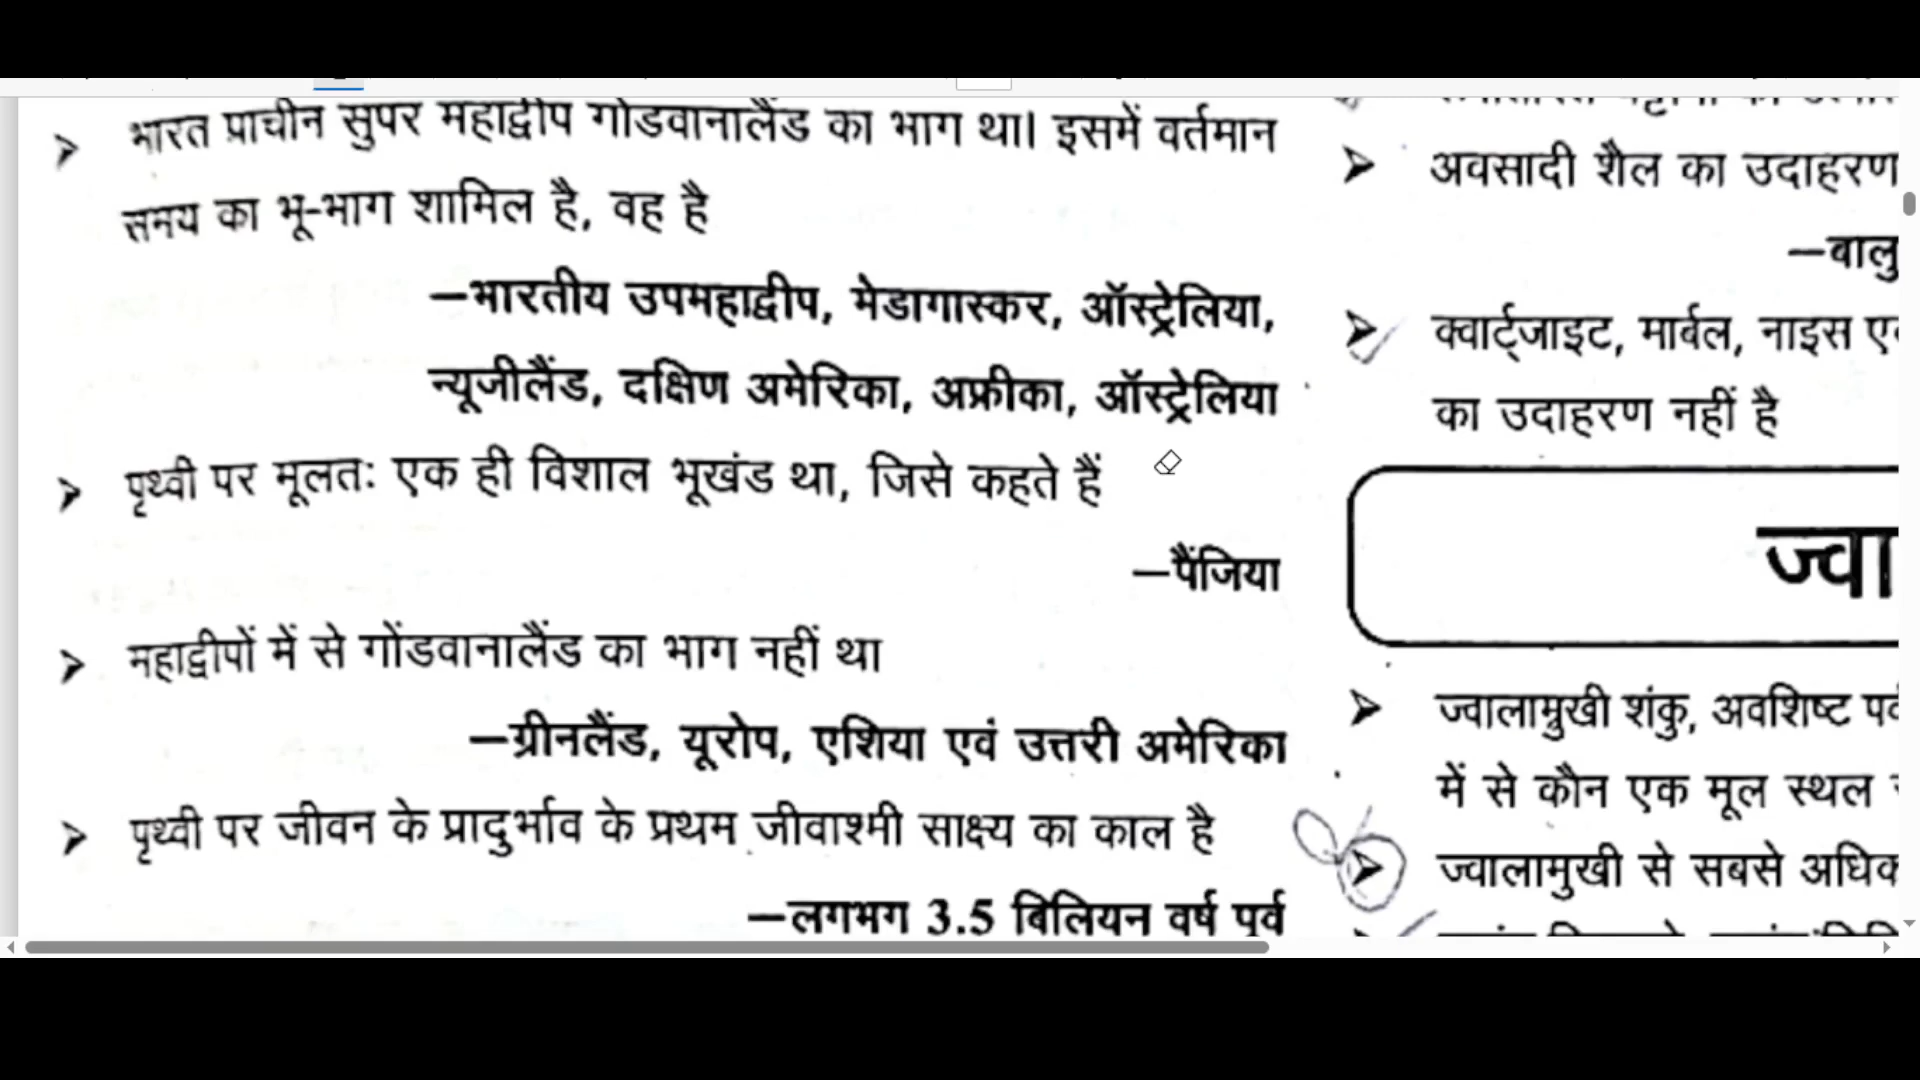 भारत प्राचीन सुपर महाद्वीप गोंडवानालैंड का भाग था। इसमें वर्तमान
समय का भू-भाग शामिल है, वह है
—भारतीय उपमहाद्वीप, मेडागास्कर, ऑस्ट्रेलिया,
न्यूजीलैंड, दक्षिण अमेरिका, अफ्रीका, ऑस्ट्रेलिया
पृथ्वी पर मूलतः एक ही विशाल भूखंड था, जिसे कहते हैं
—पैंजिया
महाद्वीपों में से गोंडवानालैंड का भाग नहीं था
—ग्रीनलैंड, यूरोप, एशिया एवं उत्तरी अमेरिका
पृथ्वी पर जीवन के प्रादुर्भाव के प्रथम जीवाश्मी साक्ष्य का काल है
—लगभग 3.5 बिलियन वर्ष पूर्व
अवसादी शैल का उदाहरण
—बालु
क्वार्ट्जाइट, मार्बल, नाइस
का उदाहरण नहीं है
ज्वा
ज्वालामुखी शंकु, अवशिष्ट
में से कौन एक मूल स्थल
ज्वालामुखी से सबसे अधिक